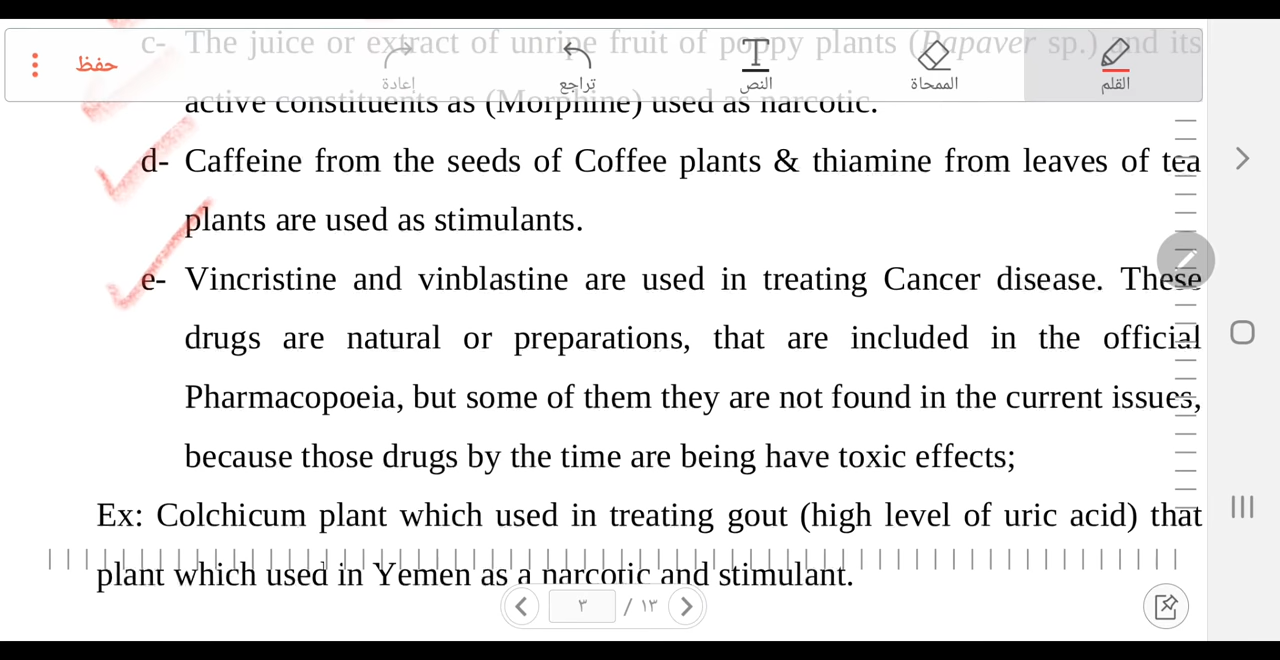 c- The juice or extract of unripe fruit of poppy plants (Papaver sp.) and its
حفظ
إعادة
تراجع
النص
الممحاة
القلم
active constituents as (Morphine) used as narcotic.
d- Caffeine from the seeds of Coffee plants & thiamine from leaves of tea
plants are used as stimulants.
e- Vincristine and vinblastine are used in treating Cancer disease. These
drugs are natural or preparations, that are included in the official
Pharmacopoeia, but some of them they are not found in the current issues,
because those drugs by the time are being have toxic effects;
Ex: Colchicum plant which used in treating gout (high level of uric acid) that
plant which used in Yemen as a narcotic and stimulant.
٣ / ١٣